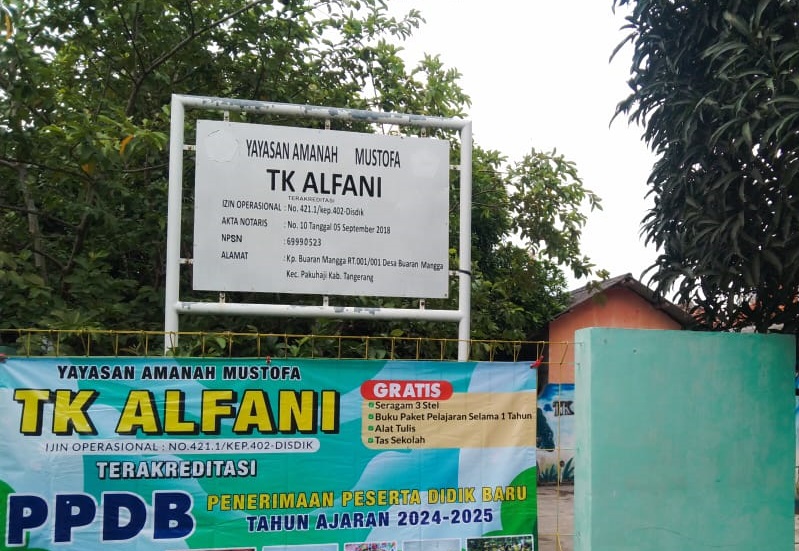 YAYASAN AMANAH MUSTOFA
TK ALFANI
TERAKREDITASI
IZIN OPERASIONAL : No. 421.1/kep.402-Disdik
AKTA NOTARIS : No. 10 Tanggal 05 September 2018
NPSN : 69990523
ALAMAT : Kp. Buaran Mangga RT.001/001 Desa Buaran Mangga
Kec. Pakuhaji Kab. Tangerang
YAYASAN AMANAH MUSTOFA
TK ALFANI
IJIN OPERASIONAL : NO.421.1/KEP.402-DISDIK
TERAKREDITASI
GRATIS
Seragam 3 Stel
Buku Paket Pelajaran Selama 1 Tahun
Alat Tulis
Tas Sekolah
PPDB
PENERIMAAN PESERTA DIDIK BARU
TAHUN AJARAN 2024-2025
TK